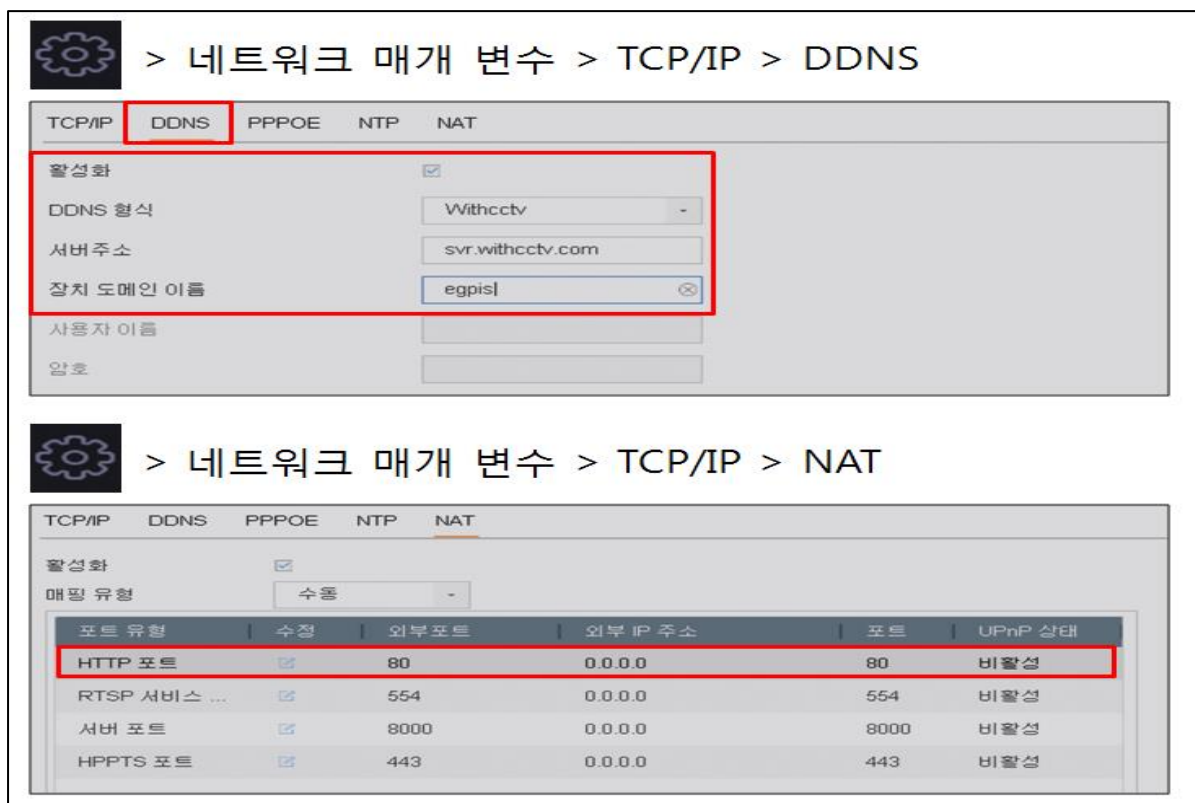 > 네트워크 매개 변수 > TCP/IP > DDNS
TCP/IP DDNS PPPOE NTP NAT
활성화
DDNS 형식 Withcctv
서버주소 svr.withcctv.com
장치 도메인 이름 egpis
사용자 이름
암호
> 네트워크 매개 변수 > TCP/IP > NAT
TCP/IP DDNS PPPOE NTP NAT
활성화
매핑 유형 수동
포트 유형 수정 외부포트 외부 IP 주소 포트 UPnP 상태
HTTP 포트 80 0.0.0.0 80 비활성
RTSP 서비스 ... 554 0.0.0.0 554 비활성
서버 포트 8000 0.0.0.0 8000 비활성
HPPTS 포트 443 0.0.0.0 443 비활성